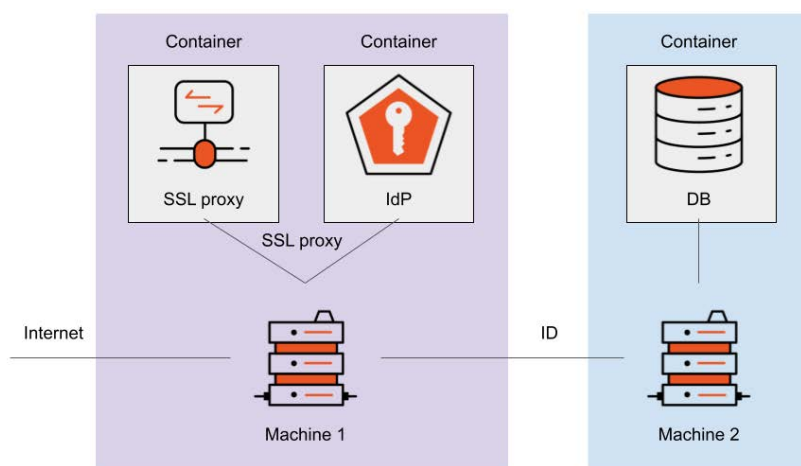 Container
Container
Container
SSL proxy
IdP
DB
SSL proxy
Internet
ID
Machine 1
Machine 2